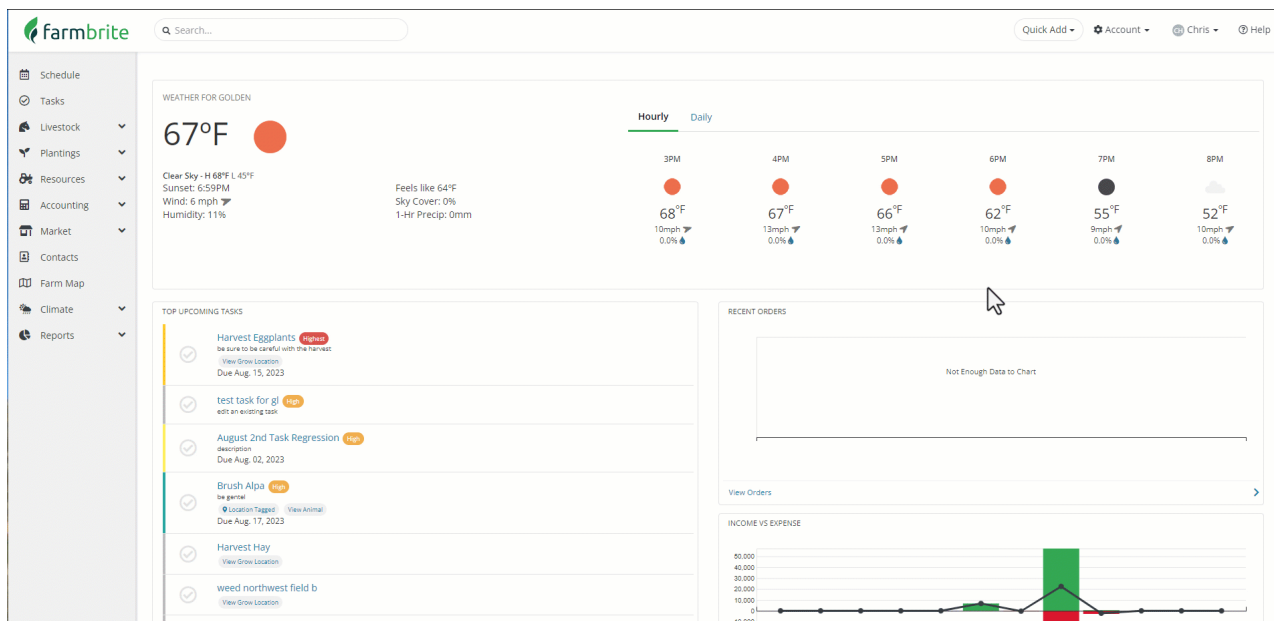 farmbrite
Search...
Quick Add
Account
CH Chris
Help
Schedule
Tasks
Livestock
Plantings
Resources
Accounting
Market
Contacts
Farm Map
Climate
Reports
WEATHER FOR GOLDEN
67°F
Clear Sky - H 68°F L 45°F
Sunset: 6:59PM
Wind: 6 mph
Humidity: 11%
Feels like 64°F
Sky Cover: 0%
1-Hr Precip: 0mm
Hourly Daily
3PM 4PM 5PM 6PM 7PM 8PM
68°F 67°F 66°F 62°F 55°F 52°F
10mph 13mph 13mph 10mph 9mph 10mph
0.0% 0.0% 0.0% 0.0% 0.0% 0.0%
TOP UPCOMING TASKS
Harvest Eggplants Highest
be sure to be careful with the harvest
View Grow Location
Due Aug. 15, 2023
test task for gl High
edit an existing task
August 2nd Task Regression High
description
Due Aug. 02, 2023
Brush Alpa High
be gental
Location Tagged View Animal
Due Aug. 17, 2023
Harvest Hay
View Grow Location
weed northwest field b
View Grow Location
RECENT ORDERS
Not Enough Data to Chart
View Orders
INCOME VS EXPENSE
50,000
40,000
30,000
20,000
10,000
0